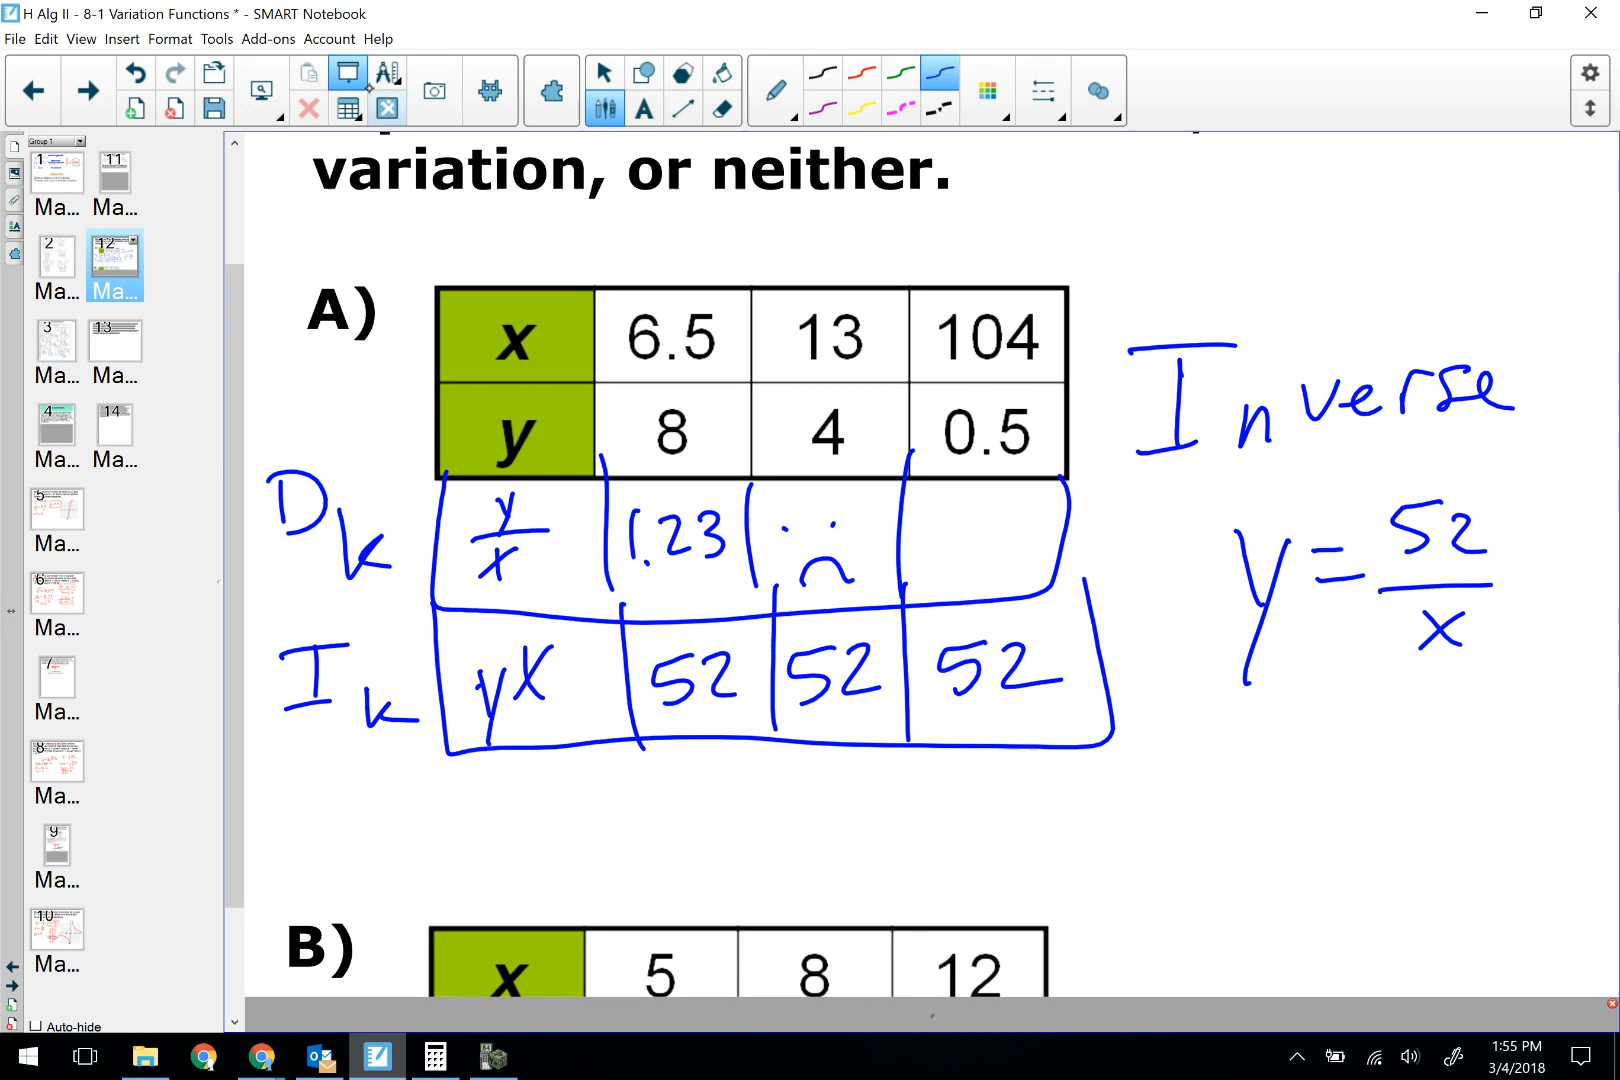 H Alg II - 8-1 Variation Functions * - SMART Notebook
File Edit View Insert Format Tools Add-ons Account Help
Group 1
1 11
Ma... Ma...
2 12
Ma... Ma...
3 13
Ma... Ma...
4 14
Ma... Ma...
5
Ma...
6
Ma...
7
Ma...
8
Ma...
9
Ma...
10
Ma...
Auto-hide
variation, or neither.
A)
x 6.5 13 104
y 8 4 0.5
Inverse
D k y/x 1.23
y = 52/x
I k yx 52 52 52
B)
x 5 8 12
1:55 PM
3/4/2018